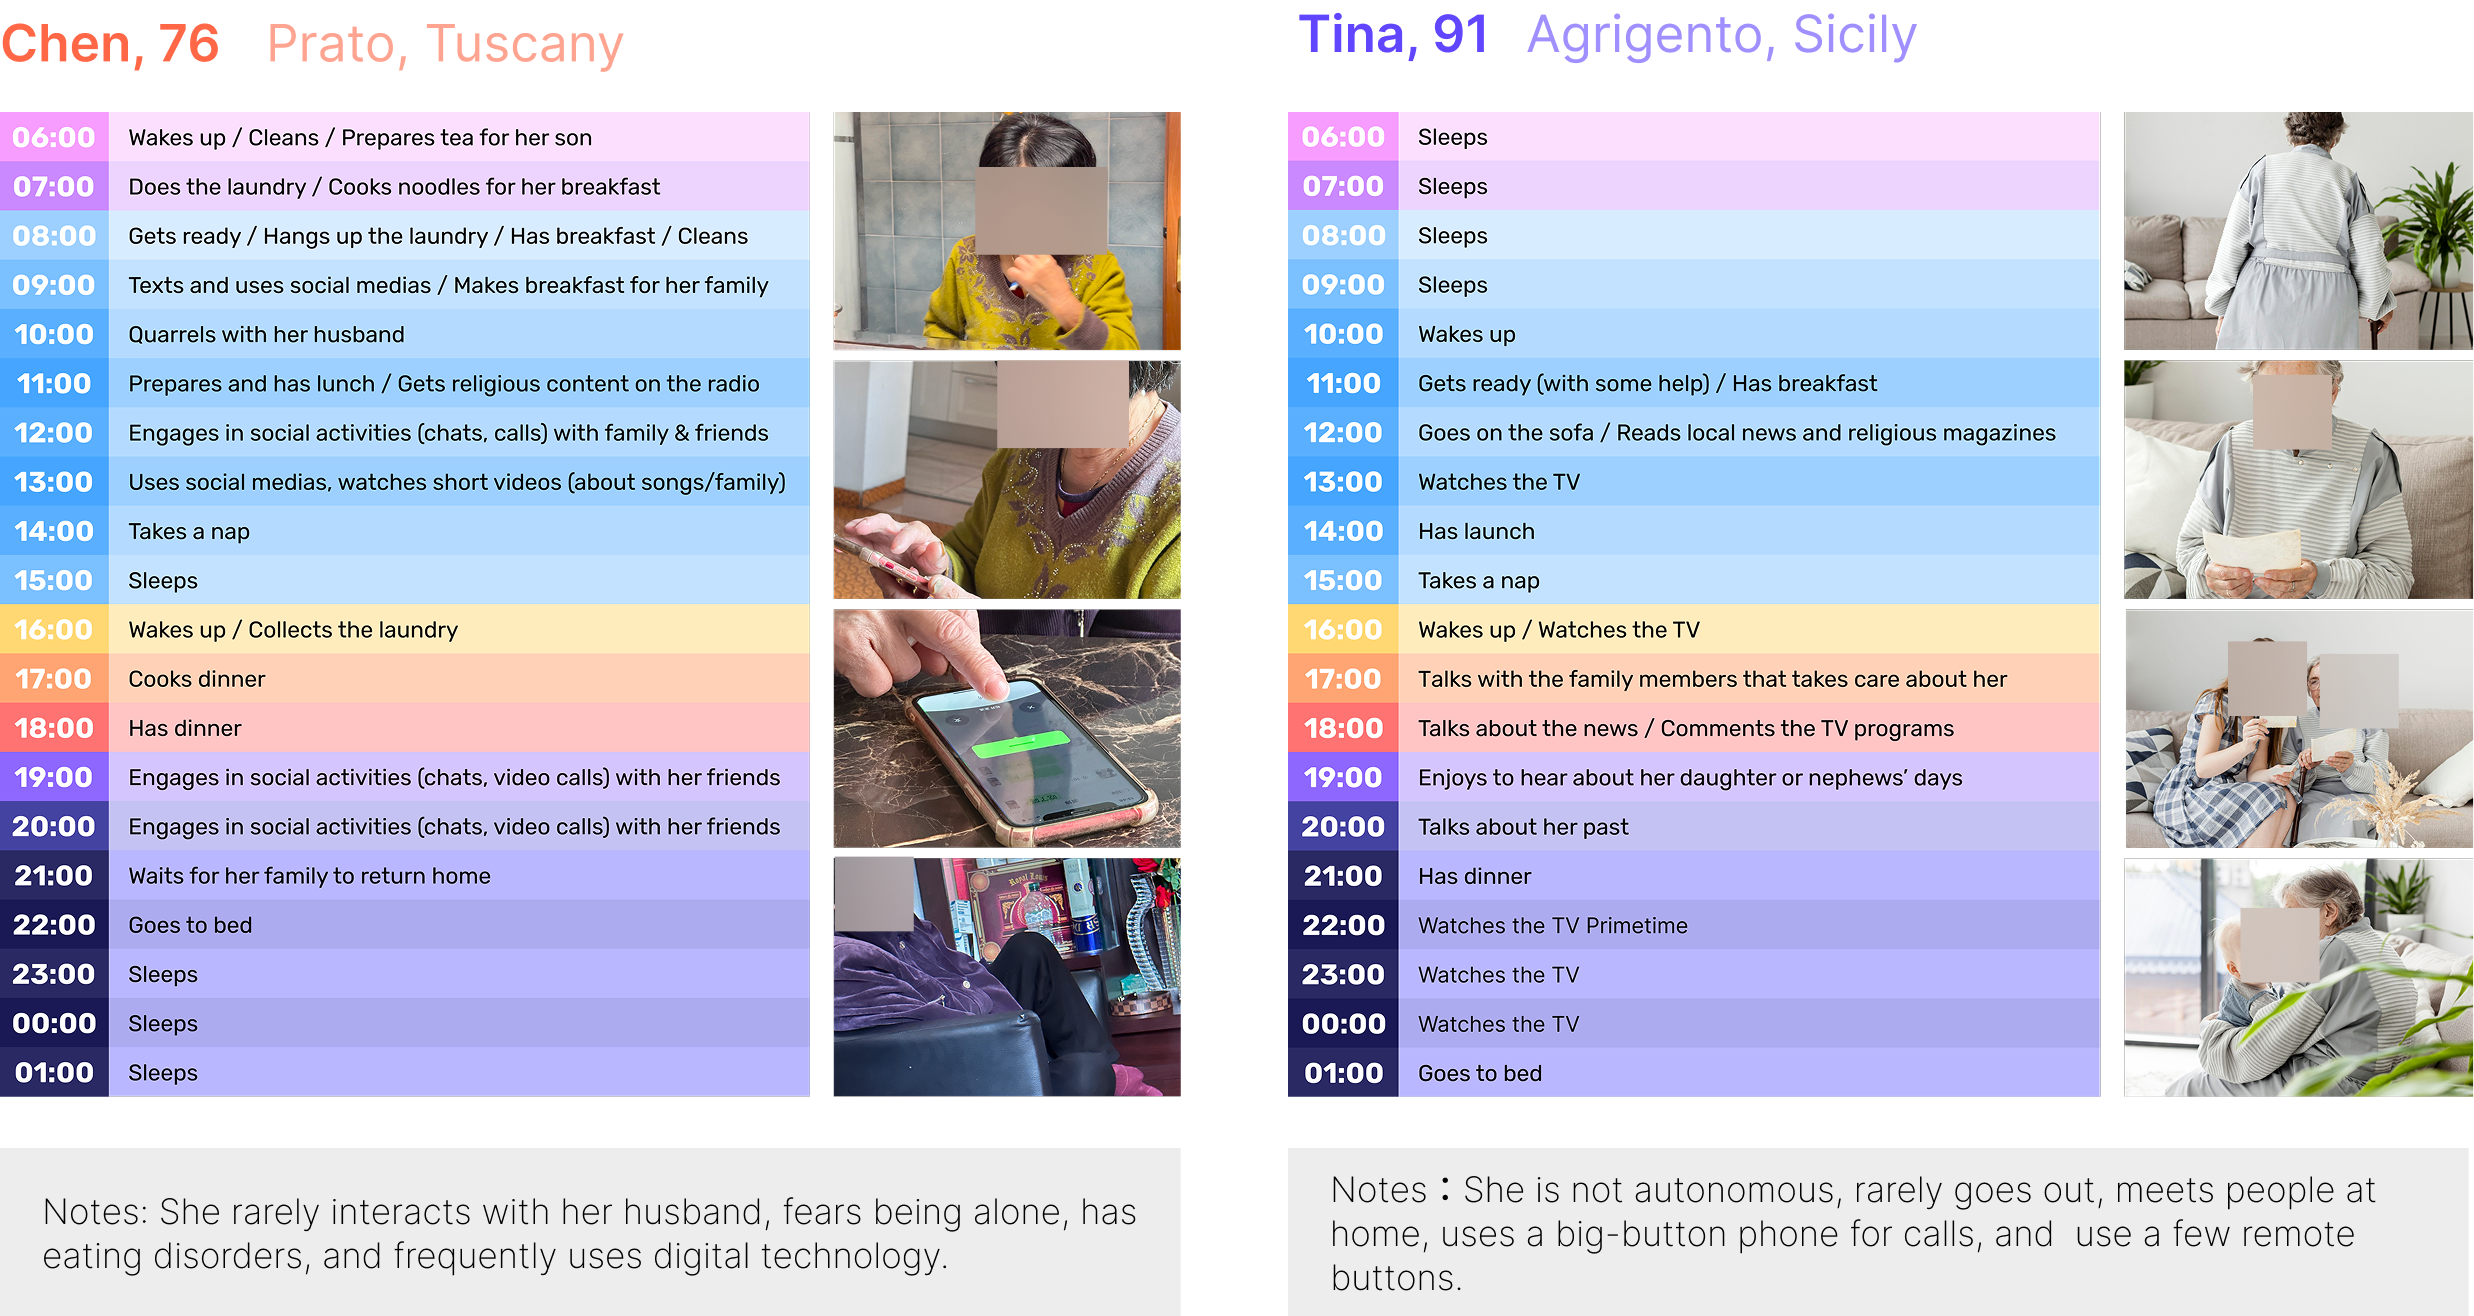 Chen, 76 Prato, Tuscany
06:00 Wakes up / Cleans / Prepares tea for her son
07:00 Does the laundry / Cooks noodles for her breakfast
08:00 Gets ready / Hangs up the laundry / Has breakfast / Cleans
09:00 Texts and uses social medias / Makes breakfast for her family
10:00 Quarrels with her husband
11:00 Prepares and has lunch / Gets religious content on the radio
12:00 Engages in social activities (chats, calls) with family & friends
13:00 Uses social medias, watches short videos (about songs/family)
14:00 Takes a nap
15:00 Sleeps
16:00 Wakes up / Collects the laundry
17:00 Cooks dinner
18:00 Has dinner
19:00 Engages in social activities (chats, video calls) with her friends
20:00 Engages in social activities (chats, video calls) with her friends
21:00 Waits for her family to return home
22:00 Goes to bed
23:00 Sleeps
00:00 Sleeps
01:00 Sleeps
Royal Louis
Notes: She rarely interacts with her husband, fears being alone, has
eating disorders, and frequently uses digital technology.
Tina, 91 Agrigento, Sicily
06:00 Sleeps
07:00 Sleeps
08:00 Sleeps
09:00 Sleeps
10:00 Wakes up
11:00 Gets ready (with some help) / Has breakfast
12:00 Goes on the sofa / Reads local news and religious magazines
13:00 Watches the TV
14:00 Has launch
15:00 Takes a nap
16:00 Wakes up / Watches the TV
17:00 Talks with the family members that takes care about her
18:00 Talks about the news / Comments the TV programs
19:00 Enjoys to hear about her daughter or nephews’ days
20:00 Talks about her past
21:00 Has dinner
22:00 Watches the TV Primetime
23:00 Watches the TV
00:00 Watches the TV
01:00 Goes to bed
Notes：She is not autonomous, rarely goes out, meets people at
home, uses a big-button phone for calls, and use a few remote
buttons.